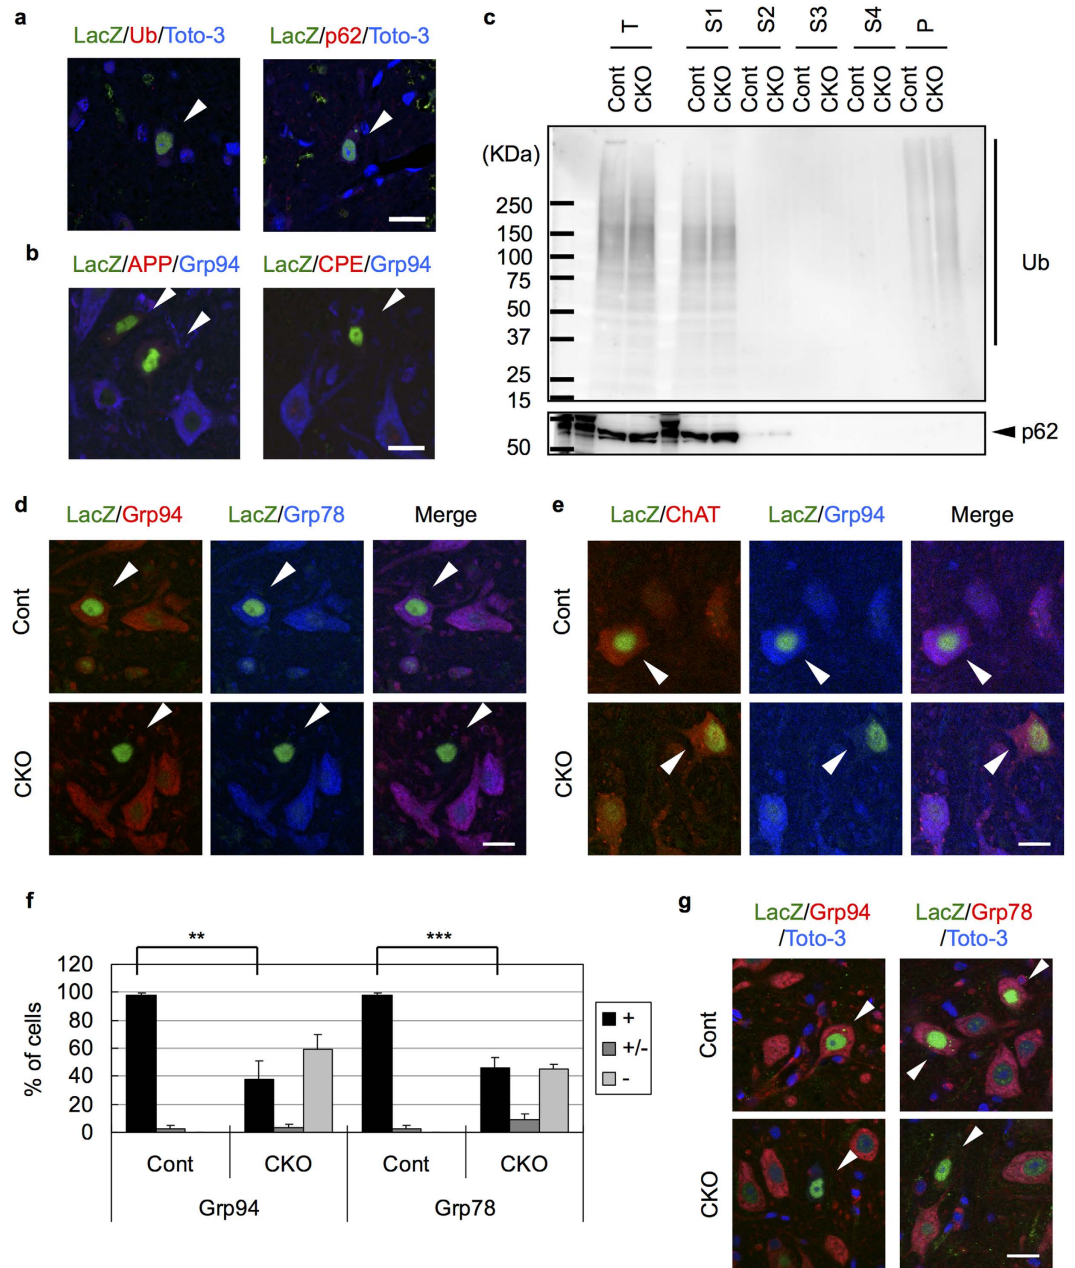 a
LacZ/Ub/Toto-3
LacZ/p62/Toto-3
b
LacZ/APP/Grp94
LacZ/CPE/Grp94
c
T
S1
S2
S3
S4
P
Cont
CKO
Cont
CKO
Cont
CKO
Cont
CKO
Cont
CKO
Cont
CKO
(KDa)
250
150
100
75
50
37
25
15
Ub
50
p62
d
LacZ/Grp94
LacZ/Grp78
Merge
Cont
CKO
e
LacZ/ChAT
LacZ/Grp94
Merge
Cont
CKO
f
**
***
120
100
80
60
40
20
0
% of cells
+
+/-
-
Cont
CKO
Cont
CKO
Grp94
Grp78
g
LacZ/Grp94
/Toto-3
LacZ/Grp78
/Toto-3
Cont
CKO